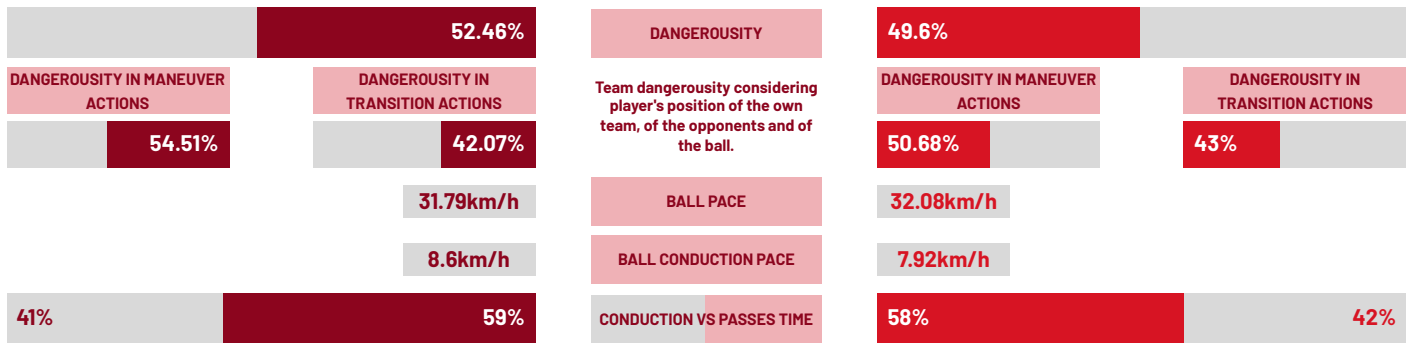 52.46%
DANGEROUSITY
49.6%
DANGEROUSITY IN MANEUVER
ACTIONS
DANGEROUSITY IN
TRANSITION ACTIONS
Team dangerousity considering
player's position of the own
team, of the opponents and of
the ball.
DANGEROUSITY IN MANEUVER
ACTIONS
DANGEROUSITY IN
TRANSITION ACTIONS
54.51%
42.07%
50.68%
43%
31.79km/h
BALL PACE
32.08km/h
8.6km/h
BALL CONDUCTION PACE
7.92km/h
41%
59%
CONDUCTION VS PASSES TIME
58%
42%